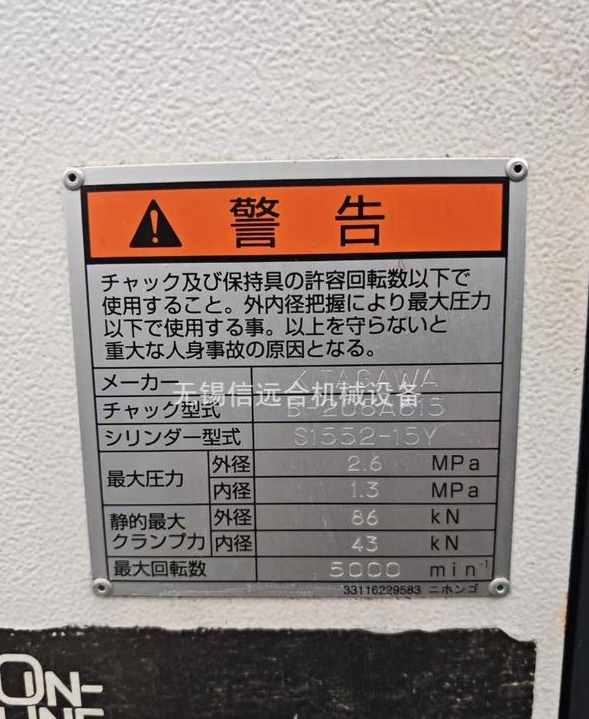 警告
チャック及び保持具の許容回転数以下で
使用すること。外内径把握により最大圧力
以下で使用する事。以上を守らないと
重大な人身事故の原因となる。
メーカー KITAGAWA
无锡信远合机械设备
チャック型式 B-208A615
シリンダー型式 S1552-15Y
最大圧力 外径 2.6 MPa
内径 1.3 MPa
静的最大クランプ力 外径 86 kN
内径 43 kN
最大回転数 5000 min⁻¹
33116229583 ニホンゴ
ON-
LINE